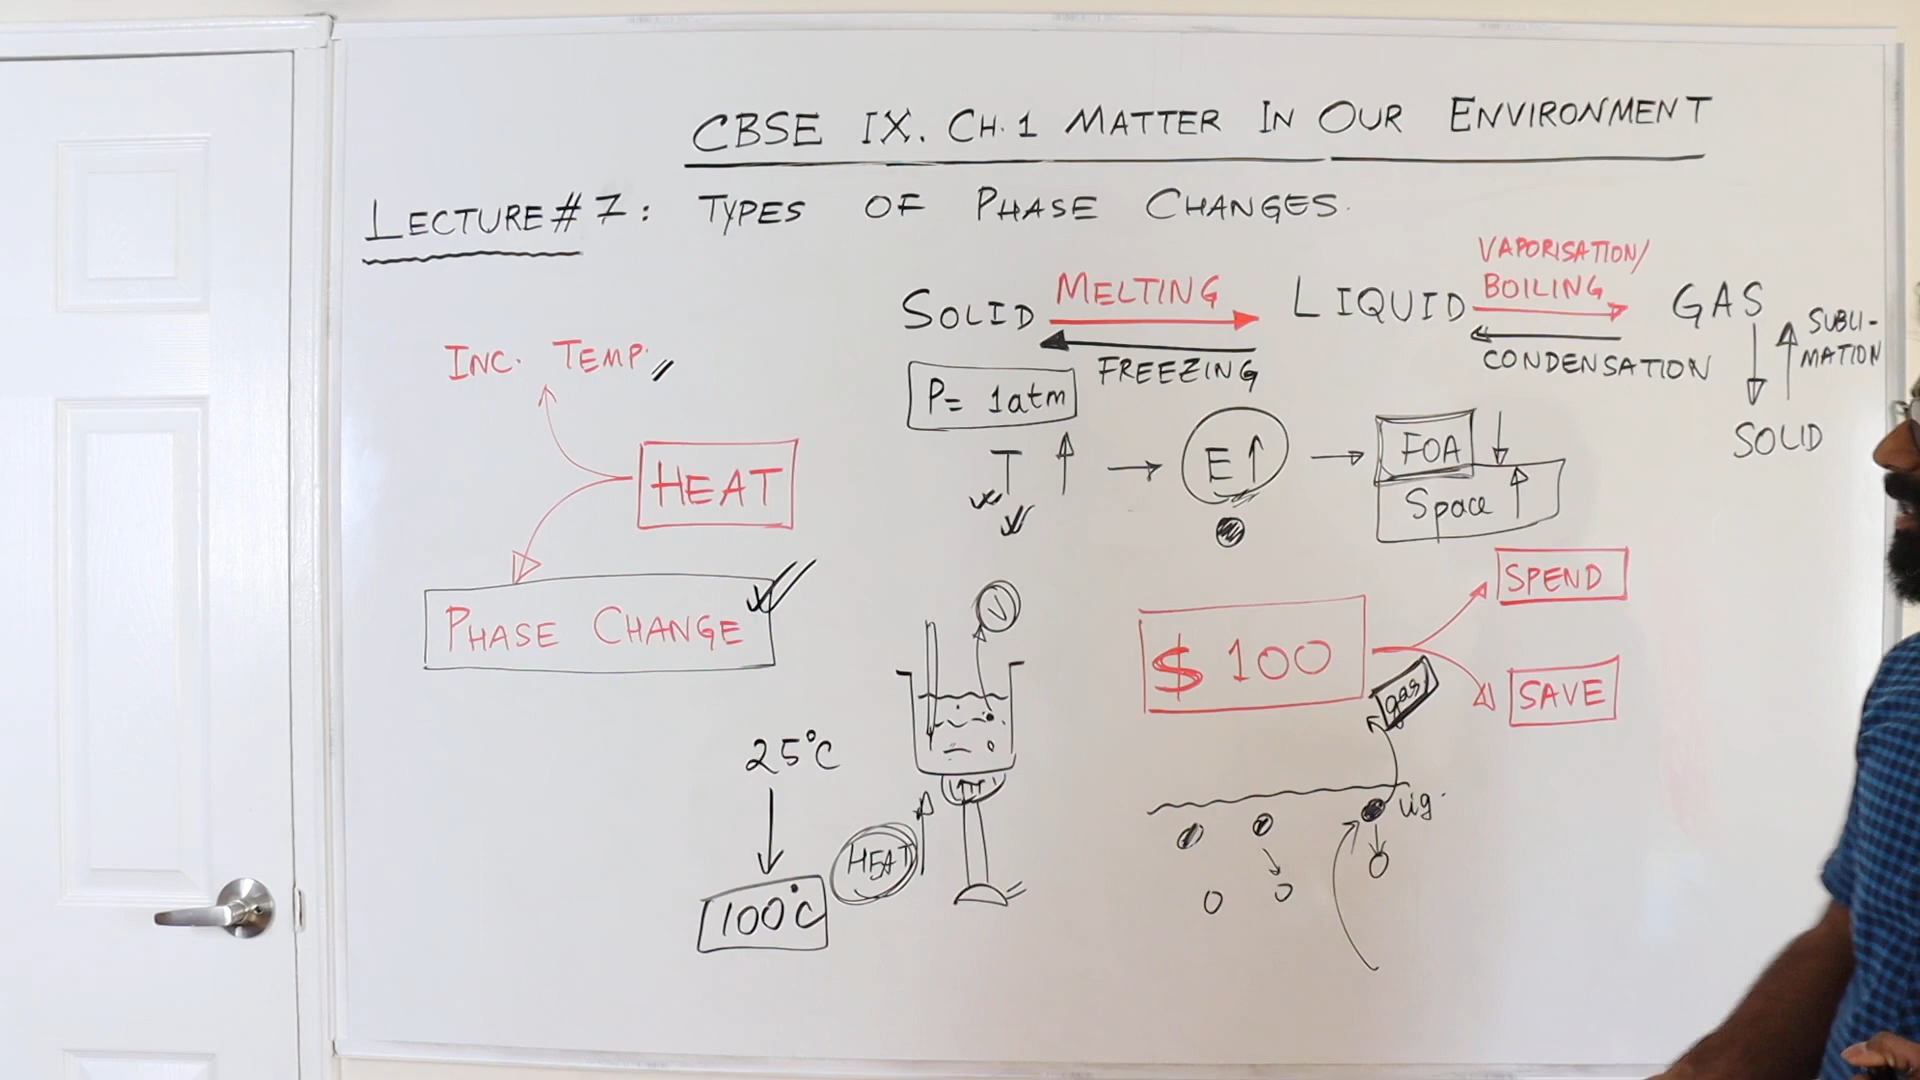 CBSE IX. CH.1 MATTER IN OUR ENVIRONMENT
LECTURE # 7: TYPES OF PHASE CHANGES.
SOLID MELTING LIQUID VAPORISATION/
BOILING GAS
FREEZING CONDENSATION SUBLI-
MATION
SOLID
INC. TEMP.
HEAT
PHASE CHANGE
P= 1atm
T ↑ → E↑ → FOA ↓
Space ↑
$ 100
SPEND
SAVE
gas
liq.
V
25°C
↓
100°C
HEAT